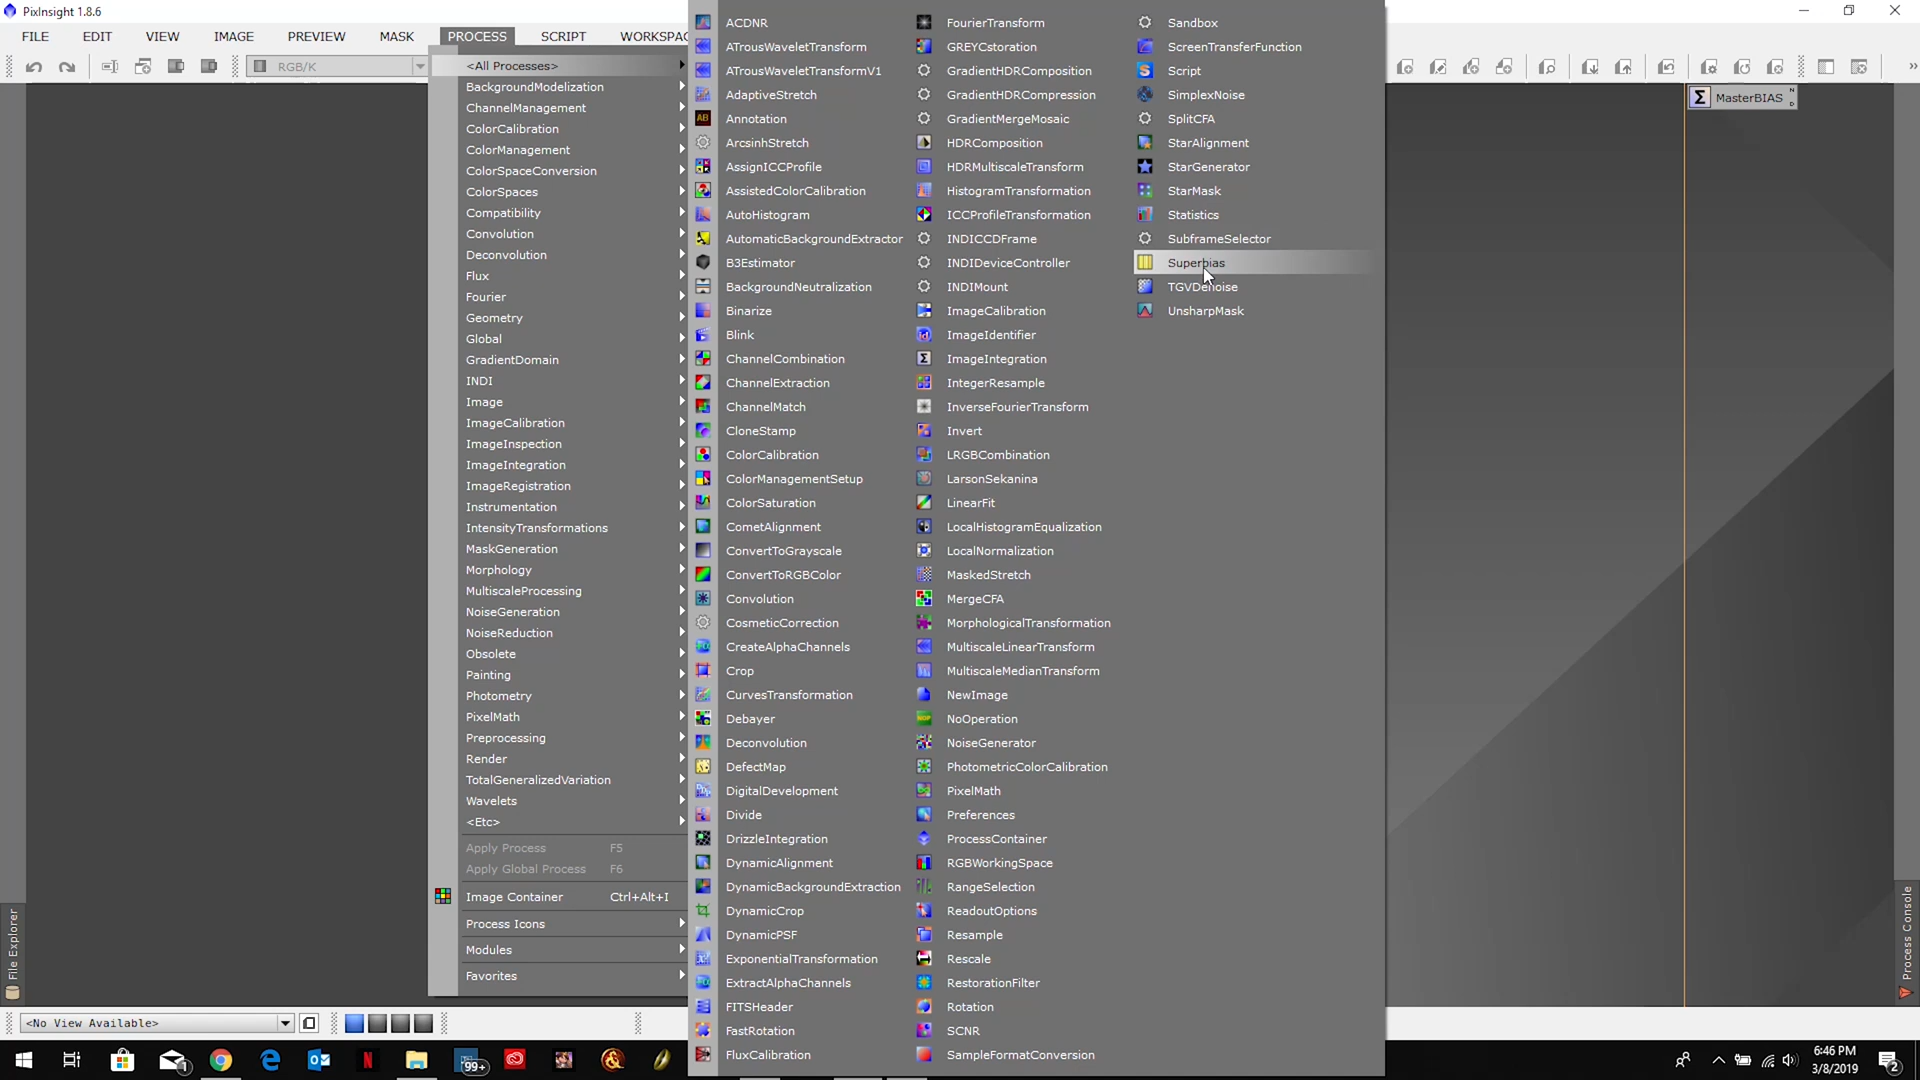 PixInsight 1.8.6
FILE EDIT VIEW IMAGE PREVIEW MASK PROCESS SCRIPT WORKSPAC
RGB/K
<All Processes>
BackgroundModelization
ChannelManagement
ColorCalibration
ColorManagement
ColorSpaceConversion
ColorSpaces
Compatibility
Convolution
Deconvolution
Flux
Fourier
Geometry
Global
GradientDomain
INDI
Image
ImageCalibration
ImageInspection
ImageIntegration
ImageRegistration
Instrumentation
IntensityTransformations
MaskGeneration
Morphology
MultiscaleProcessing
NoiseGeneration
NoiseReduction
Obsolete
Painting
Photometry
PixelMath
Preprocessing
Render
TotalGeneralizedVariation
Wavelets
<Etc>
Apply Process F5
Apply Global Process F6
Image Container Ctrl+Alt+I
Process Icons
Modules
Favorites
ACDNR
ATrousWaveletTransform
ATrousWaveletTransformV1
AdaptiveStretch
Annotation
ArcsinhStretch
AssignICCProfile
AssistedColorCalibration
AutoHistogram
AutomaticBackgroundExtractor
B3Estimator
BackgroundNeutralization
Binarize
Blink
ChannelCombination
ChannelExtraction
ChannelMatch
CloneStamp
ColorCalibration
ColorManagementSetup
ColorSaturation
CometAlignment
ConvertToGrayscale
ConvertToRGBColor
Convolution
CosmeticCorrection
CreateAlphaChannels
Crop
CurvesTransformation
Debayer
Deconvolution
DefectMap
DigitalDevelopment
Divide
DrizzleIntegration
DynamicAlignment
DynamicBackgroundExtraction
DynamicCrop
DynamicPSF
ExponentialTransformation
ExtractAlphaChannels
FITSHeader
FastRotation
FluxCalibration
FourierTransform
GREYCstoration
GradientHDRComposition
GradientHDRCompression
GradientMergeMosaic
HDRComposition
HDRMultiscaleTransform
HistogramTransformation
ICCProfileTransformation
INDICCDFrame
INDIDeviceController
INDIMount
ImageCalibration
ImageIdentifier
ImageIntegration
IntegerResample
InverseFourierTransform
Invert
LRGBCombination
LarsonSekanina
LinearFit
LocalHistogramEqualization
LocalNormalization
MaskedStretch
MergeCFA
MorphologicalTransformation
MultiscaleLinearTransform
MultiscaleMedianTransform
NewImage
NoOperation
NoiseGenerator
PhotometricColorCalibration
PixelMath
Preferences
ProcessContainer
RGBWorkingSpace
RangeSelection
ReadoutOptions
Resample
Rescale
RestorationFilter
Rotation
SCNR
SampleFormatConversion
Sandbox
ScreenTransferFunction
Script
SimplexNoise
SplitCFA
StarAlignment
StarGenerator
StarMask
Statistics
SubframeSelector
Superbias
TGVDenoise
UnsharpMask
MasterBIAS
File Explorer
Process Console
<No View Available>
99+
6:46 PM
3/8/2019